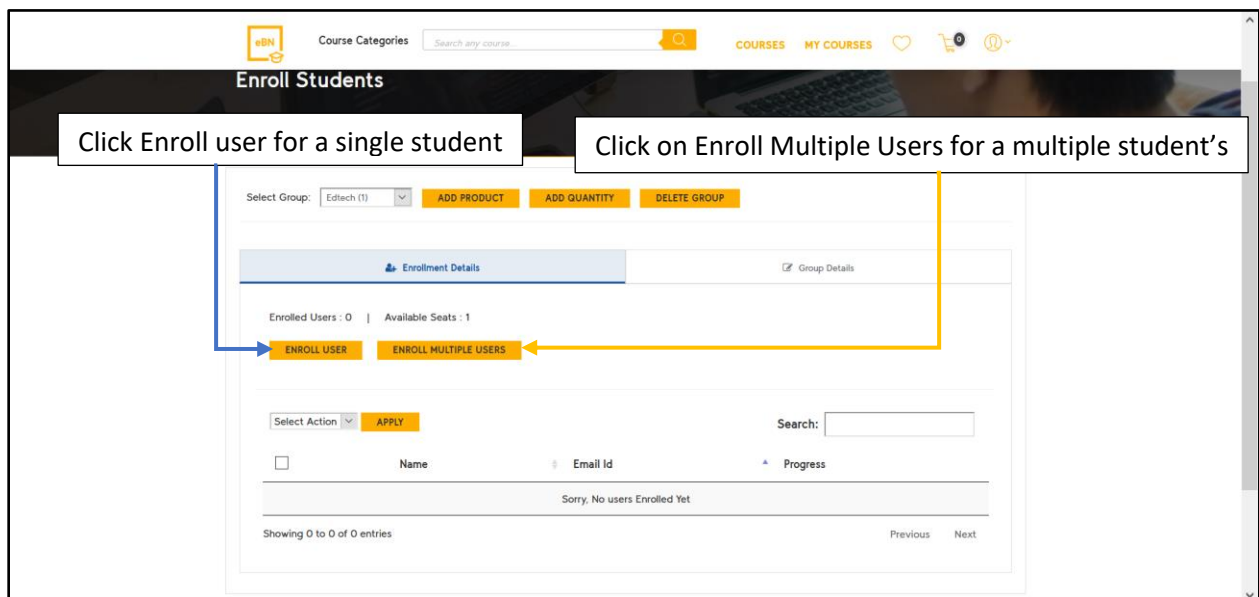 eBN
Course Categories
Search any course...
COURSES MY COURSES
0
Enroll Students
Click Enroll user for a single student
Click on Enroll Multiple Users for a multiple student’s
Select Group: Edtech (1) ADD PRODUCT ADD QUANTITY DELETE GROUP
Enrollment Details Group Details
Enrolled Users : 0 | Available Seats : 1
ENROLL USER ENROLL MULTIPLE USERS
Select Action APPLY Search:
Name Email Id Progress
Sorry, No users Enrolled Yet
Showing 0 to 0 of 0 entries Previous Next